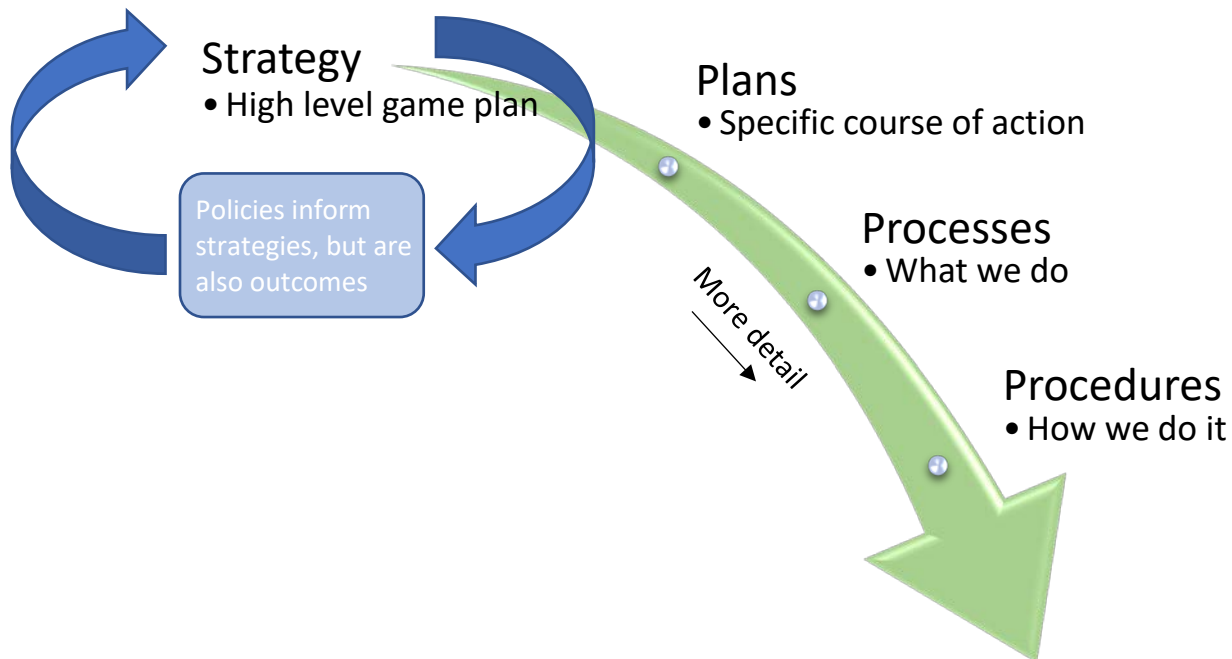 Strategy
• High level game plan
Policies inform
strategies, but are
also outcomes
Plans
• Specific course of action
Processes
• What we do
More detail
Procedures
• How we do it